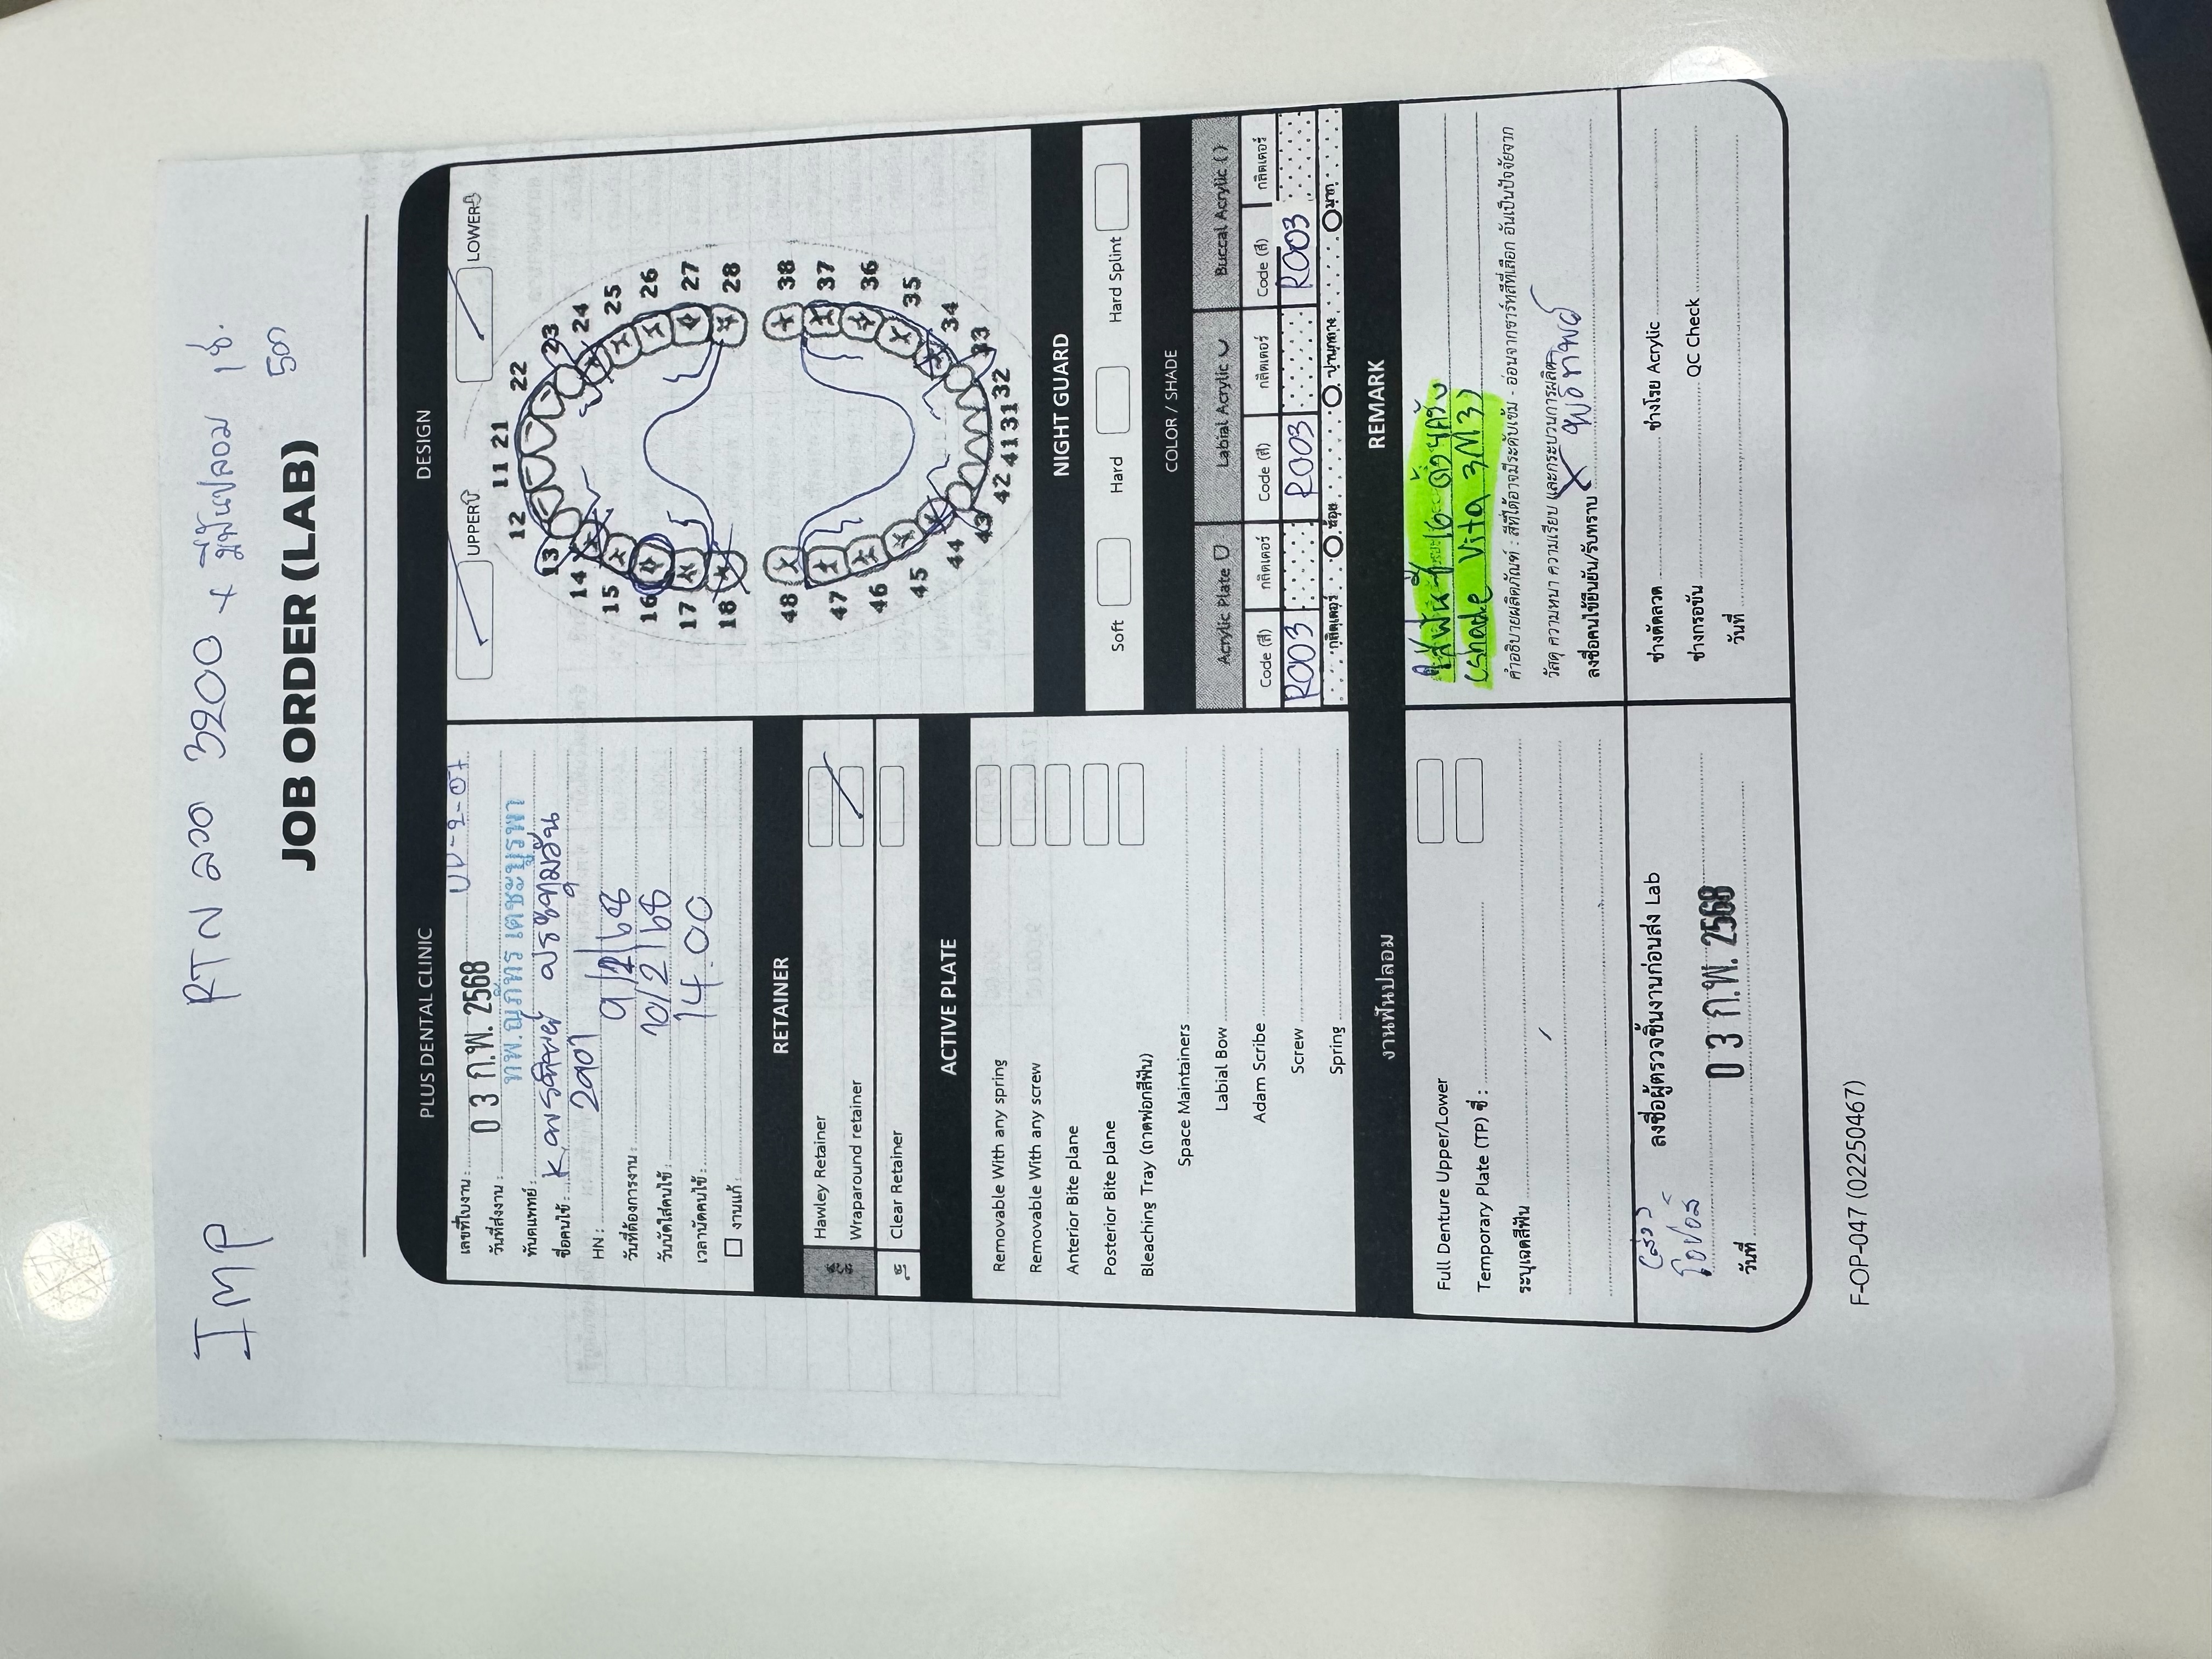 Imp
RTN ลวด 3200 + มีฟันปลอม 1 ซี่.
500
JOB ORDER (LAB)
PLUS DENTAL CLINIC
เลขที่ใบงาน :
วันที่ส่งงาน : 0 3 ก.พ. 2568
ทันตแพทย์ : ทพ.ณภัทร เตชะบูรพา
ชื่อคนไข้ : K.พรทิพย์ ประทุมวัน
HN : 2901
วันที่ต้องการงาน : 9/2/68
วันนัดใส่คนไข้ : 10/2/68
เวลานัดคนไข้ : 14.00
งานแก้ :
DESIGN
UPPER LOWER
11 21
12 22
13 23
14 24
15 25
16 26
17 27
18 28
48 38
47 37
46 36
45 35
44 34
43 33
42 41 31 32
RETAINER
ลวด
Hawley Retainer
Wraparound retainer
ใส
Clear Retainer
ACTIVE PLATE
Removable With any spring
Removable With any screw
Anterior Bite plane
Posterior Bite plane
Bleaching Tray (ถาดฟอกสีฟัน)
Space Maintainers
Labial Bow
Adam Scribe
Screw
Spring
NIGHT GUARD
Soft Hard Hard Splint
COLOR / SHADE
Acrylic Plate Labial Acrylic Buccal Acrylic ( )
Code (สี) กลิตเตอร์ Code (สี) กลิตเตอร์ Code (สี) กลิตเตอร์
R003 R003 R003
กลิตเตอร์ น้อย ปานกลาง มาก
งานฟันปลอม
Full Denture Upper/Lower
Temporary Plate (TP) ซี่ :
ระบุเฉดสีฟัน
REMARK
ใส่ฟัน ซี่ 16 ด้วยครับ
(shade Vita 3M3)
คำอธิบายผลิตภัณฑ์ : สีที่ได้อาจมีระดับเข้ม - อ่อนจากชาร์ทสีที่เลือก อันเป็นปัจจัยจาก
วัสดุ ความหนา ความเรียบ และกระบวนการผลิต
ลงชื่อคนไข้ยืนยัน/รับทราบ X พรทิพย์
(ส่ง)
ลงชื่อผู้ตรวจชิ้นงานก่อนส่ง Lab
วันที่ 0 3 ก.พ. 2568
ช่างดัดลวด ช่างโรย Acrylic
ช่างกรอขัน QC Check
วันที่
F-OP-047 (02250467)